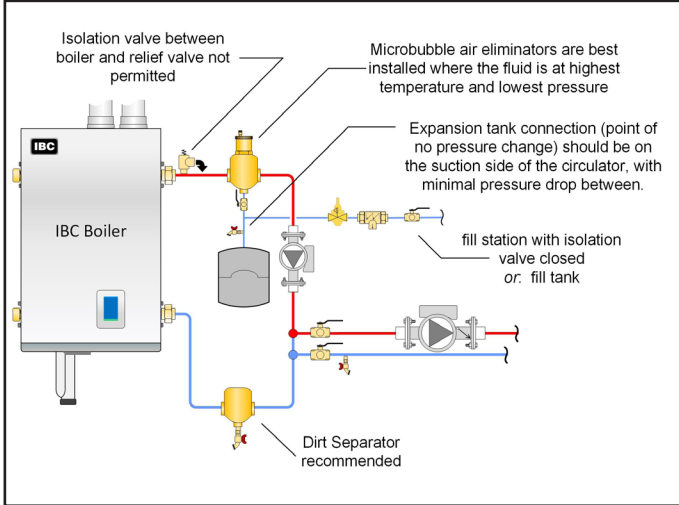 Isolation valve between
boiler and relief valve not
permitted
Microbubble air eliminators are best
installed where the fluid is at highest
temperature and lowest pressure
Expansion tank connection (point of
no pressure change) should be on
the suction side of the circulator, with
minimal pressure drop between.
IBC
IBC Boiler
fill station with isolation
valve closed
or: fill tank
Dirt Separator
recommended